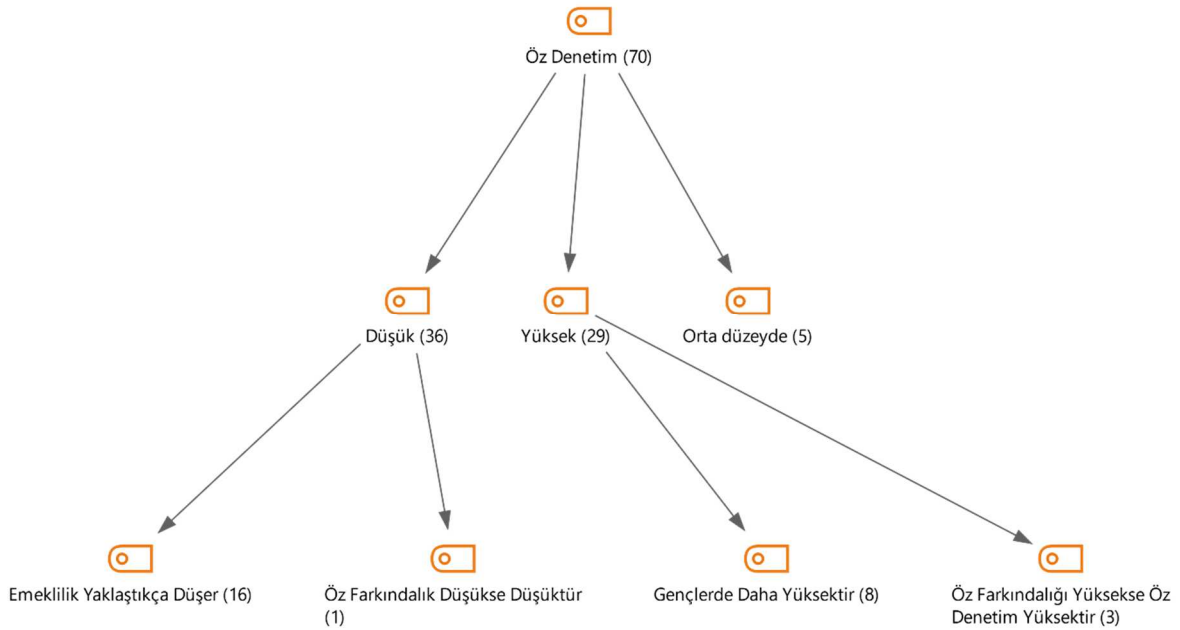 Öz Denetim (70)
Düşük (36)
Yüksek (29)
Orta düzeyde (5)
Emeklilik Yaklaştıkça Düşer (16)
Öz Farkındalık Düşükse Düşüktür
(1)
Gençlerde Daha Yüksektir (8)
Öz Farkındalığı Yüksekse Öz
Denetim Yüksektir (3)